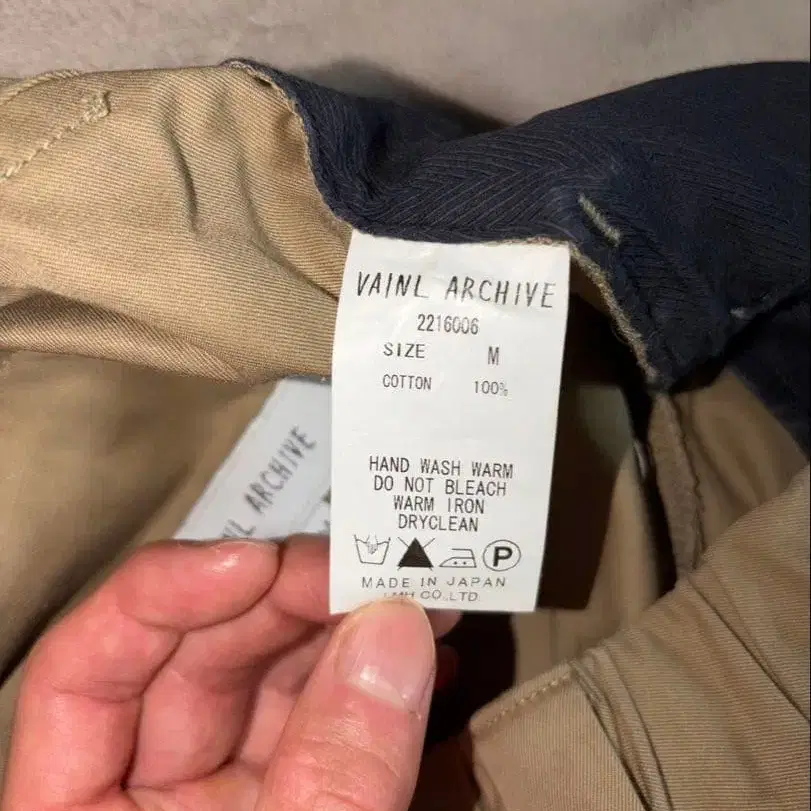 VAINL ARCHIVE
2216006
SIZE M
COTTON 100%
HAND WASH WARM
DO NOT BLEACH
WARM IRON
DRYCLEAN
P
MADE IN JAPAN
LMH CO.,LTD.
ARCHIVE